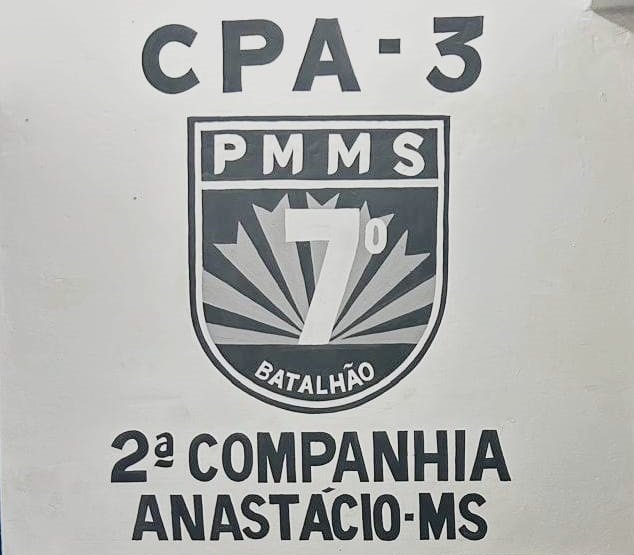 CPA-3
PMMS
7º
BATALHÃO
2ª COMPANHIA
ANASTÁCIO-MS